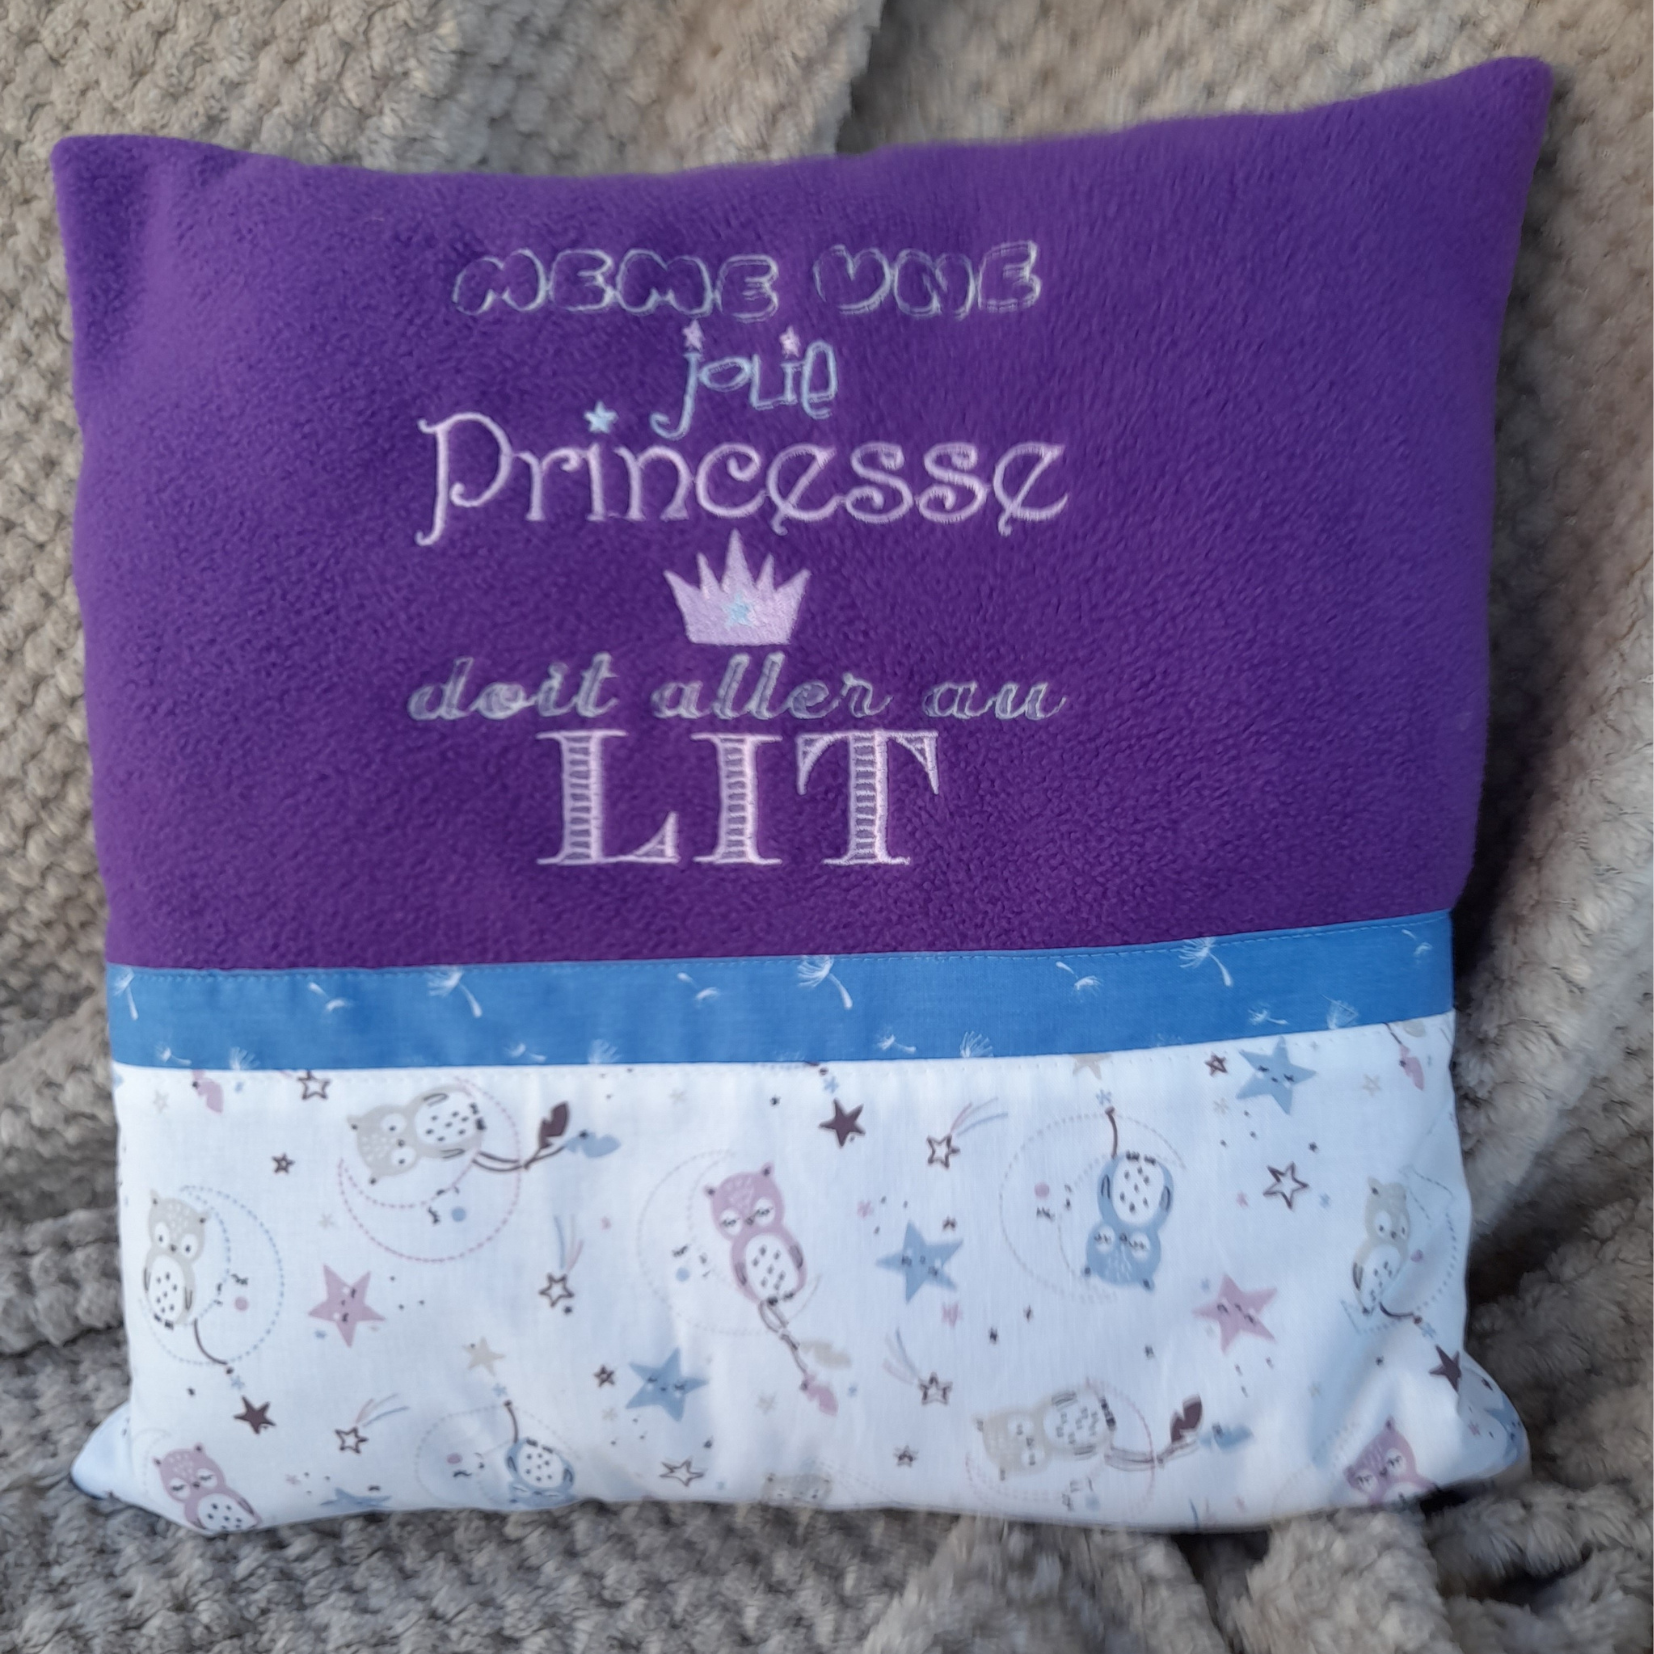 MEME UNE
jolie
Princesse
doit aller au
LIT